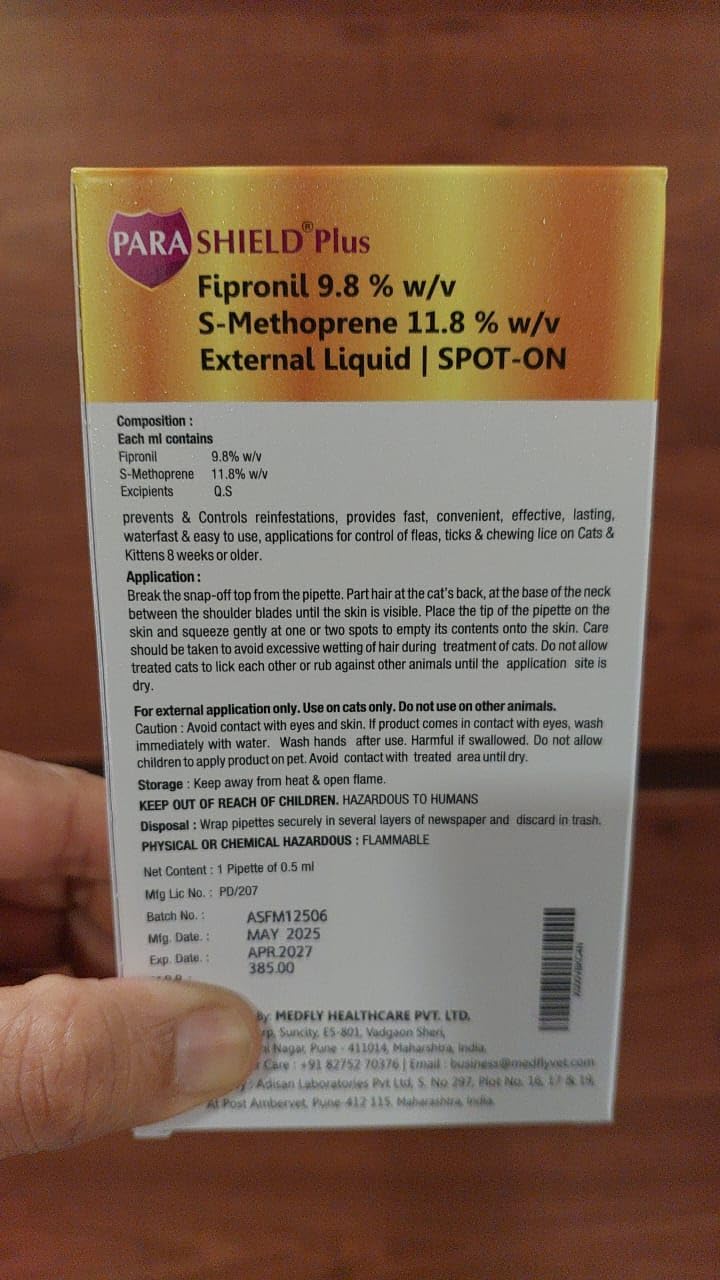 PARA SHIELD® Plus
Fipronil 9.8 % w/v
S-Methoprene 11.8 % w/v
External Liquid | SPOT-ON
Composition :
Each ml contains
Fipronil 9.8% w/v
S-Methoprene 11.8% w/v
Excipients Q.S
prevents & Controls reinfestations, provides fast, convenient, effective, lasting,
waterfast & easy to use, applications for control of fleas, ticks & chewing lice on Cats &
Kittens 8 weeks or older.
Application :
Break the snap-off top from the pipette. Part hair at the cat's back, at the base of the neck
between the shoulder blades until the skin is visible. Place the tip of the pipette on the
skin and squeeze gently at one or two spots to empty its contents onto the skin. Care
should be taken to avoid excessive wetting of hair during treatment of cats. Do not allow
treated cats to lick each other or rub against other animals until the application site is
dry.
For external application only. Use on cats only. Do not use on other animals.
Caution : Avoid contact with eyes and skin. If product comes in contact with eyes, wash
immediately with water. Wash hands after use. Harmful if swallowed. Do not allow
children to apply product on pet. Avoid contact with treated area until dry.
Storage : Keep away from heat & open flame.
KEEP OUT OF REACH OF CHILDREN. HAZARDOUS TO HUMANS
Disposal : Wrap pipettes securely in several layers of newspaper and discard in trash.
PHYSICAL OR CHEMICAL HAZARDOUS : FLAMMABLE
Net Content : 1 Pipette of 0.5 ml
Mfg Lic No. : PD/207
Batch No. : ASFM12506
Mfg. Date. : MAY 2025
Exp. Date. : APR.2027
385.00
By: MEDFLY HEALTHCARE PVT. LTD.
Suncity, ES-801, Vadgaon Sheri,
Nagar, Pune - 411014, Maharshtra, India.
Care : +91 82752 70376 | Email : business@medflyvet.com
Adisan Laboratories Pvt Ltd, S. No 297, Plot No. 16, 17 & 19,
At Post Ambervet, Pune-412 115. Maharashtra, India.